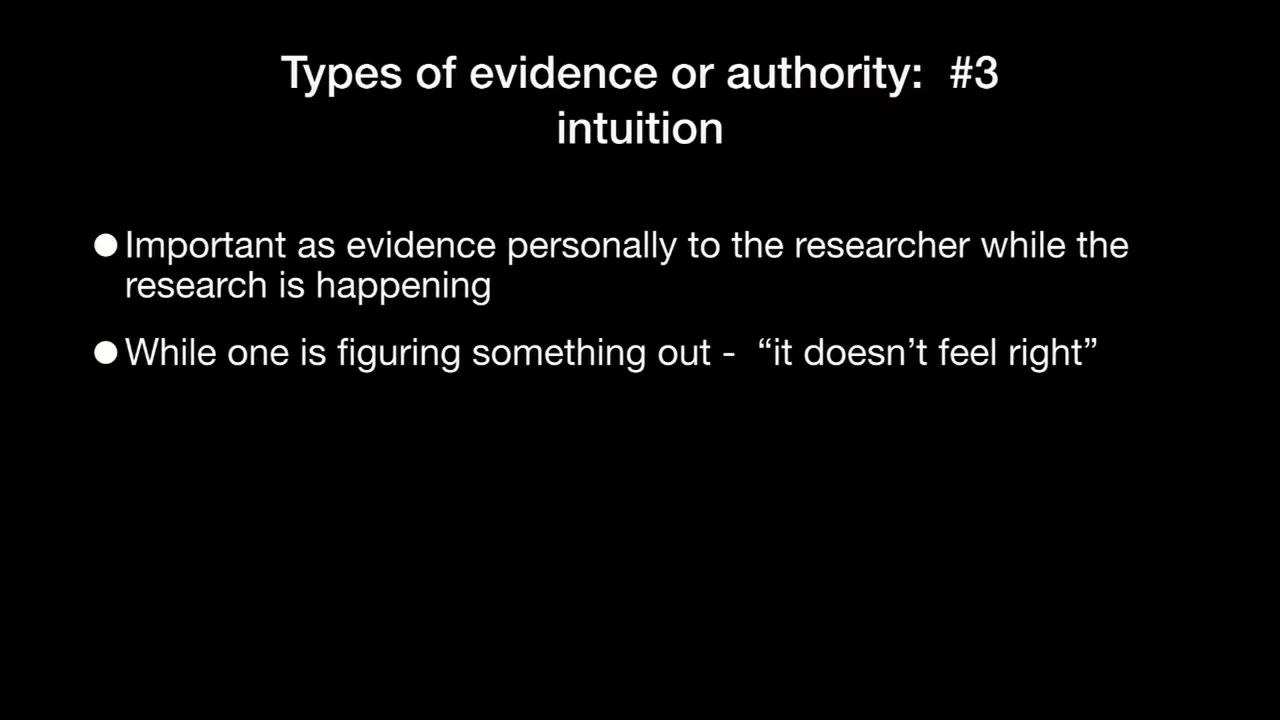 Types of evidence or authority:  #3
intuition
●Important as evidence personally to the researcher while the
research is happening
●While one is figuring something out -  “it doesn’t feel right”